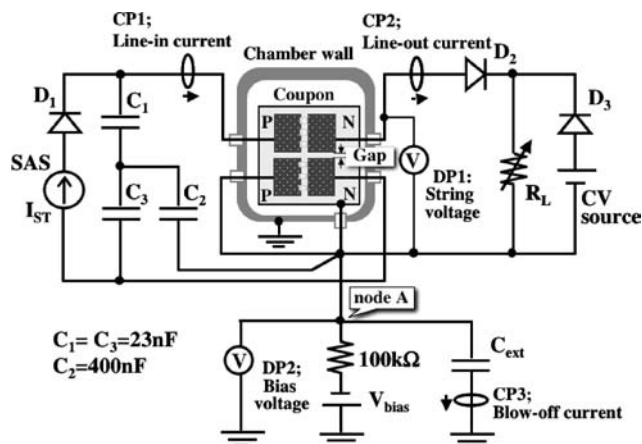 CP1;
Line-in current
CP2;
Line-out current
D2
Chamber wall
D1
C1
Coupon
P
N
D3
Gap
V
SAS
IST
C3
C2
P
N
DP1:
String
voltage
RL
CV
source
node A
C1= C3=23nF
C2=400nF
V
DP2;
Bias
voltage
100kΩ
Vbias
Cext
CP3;
Blow-off current